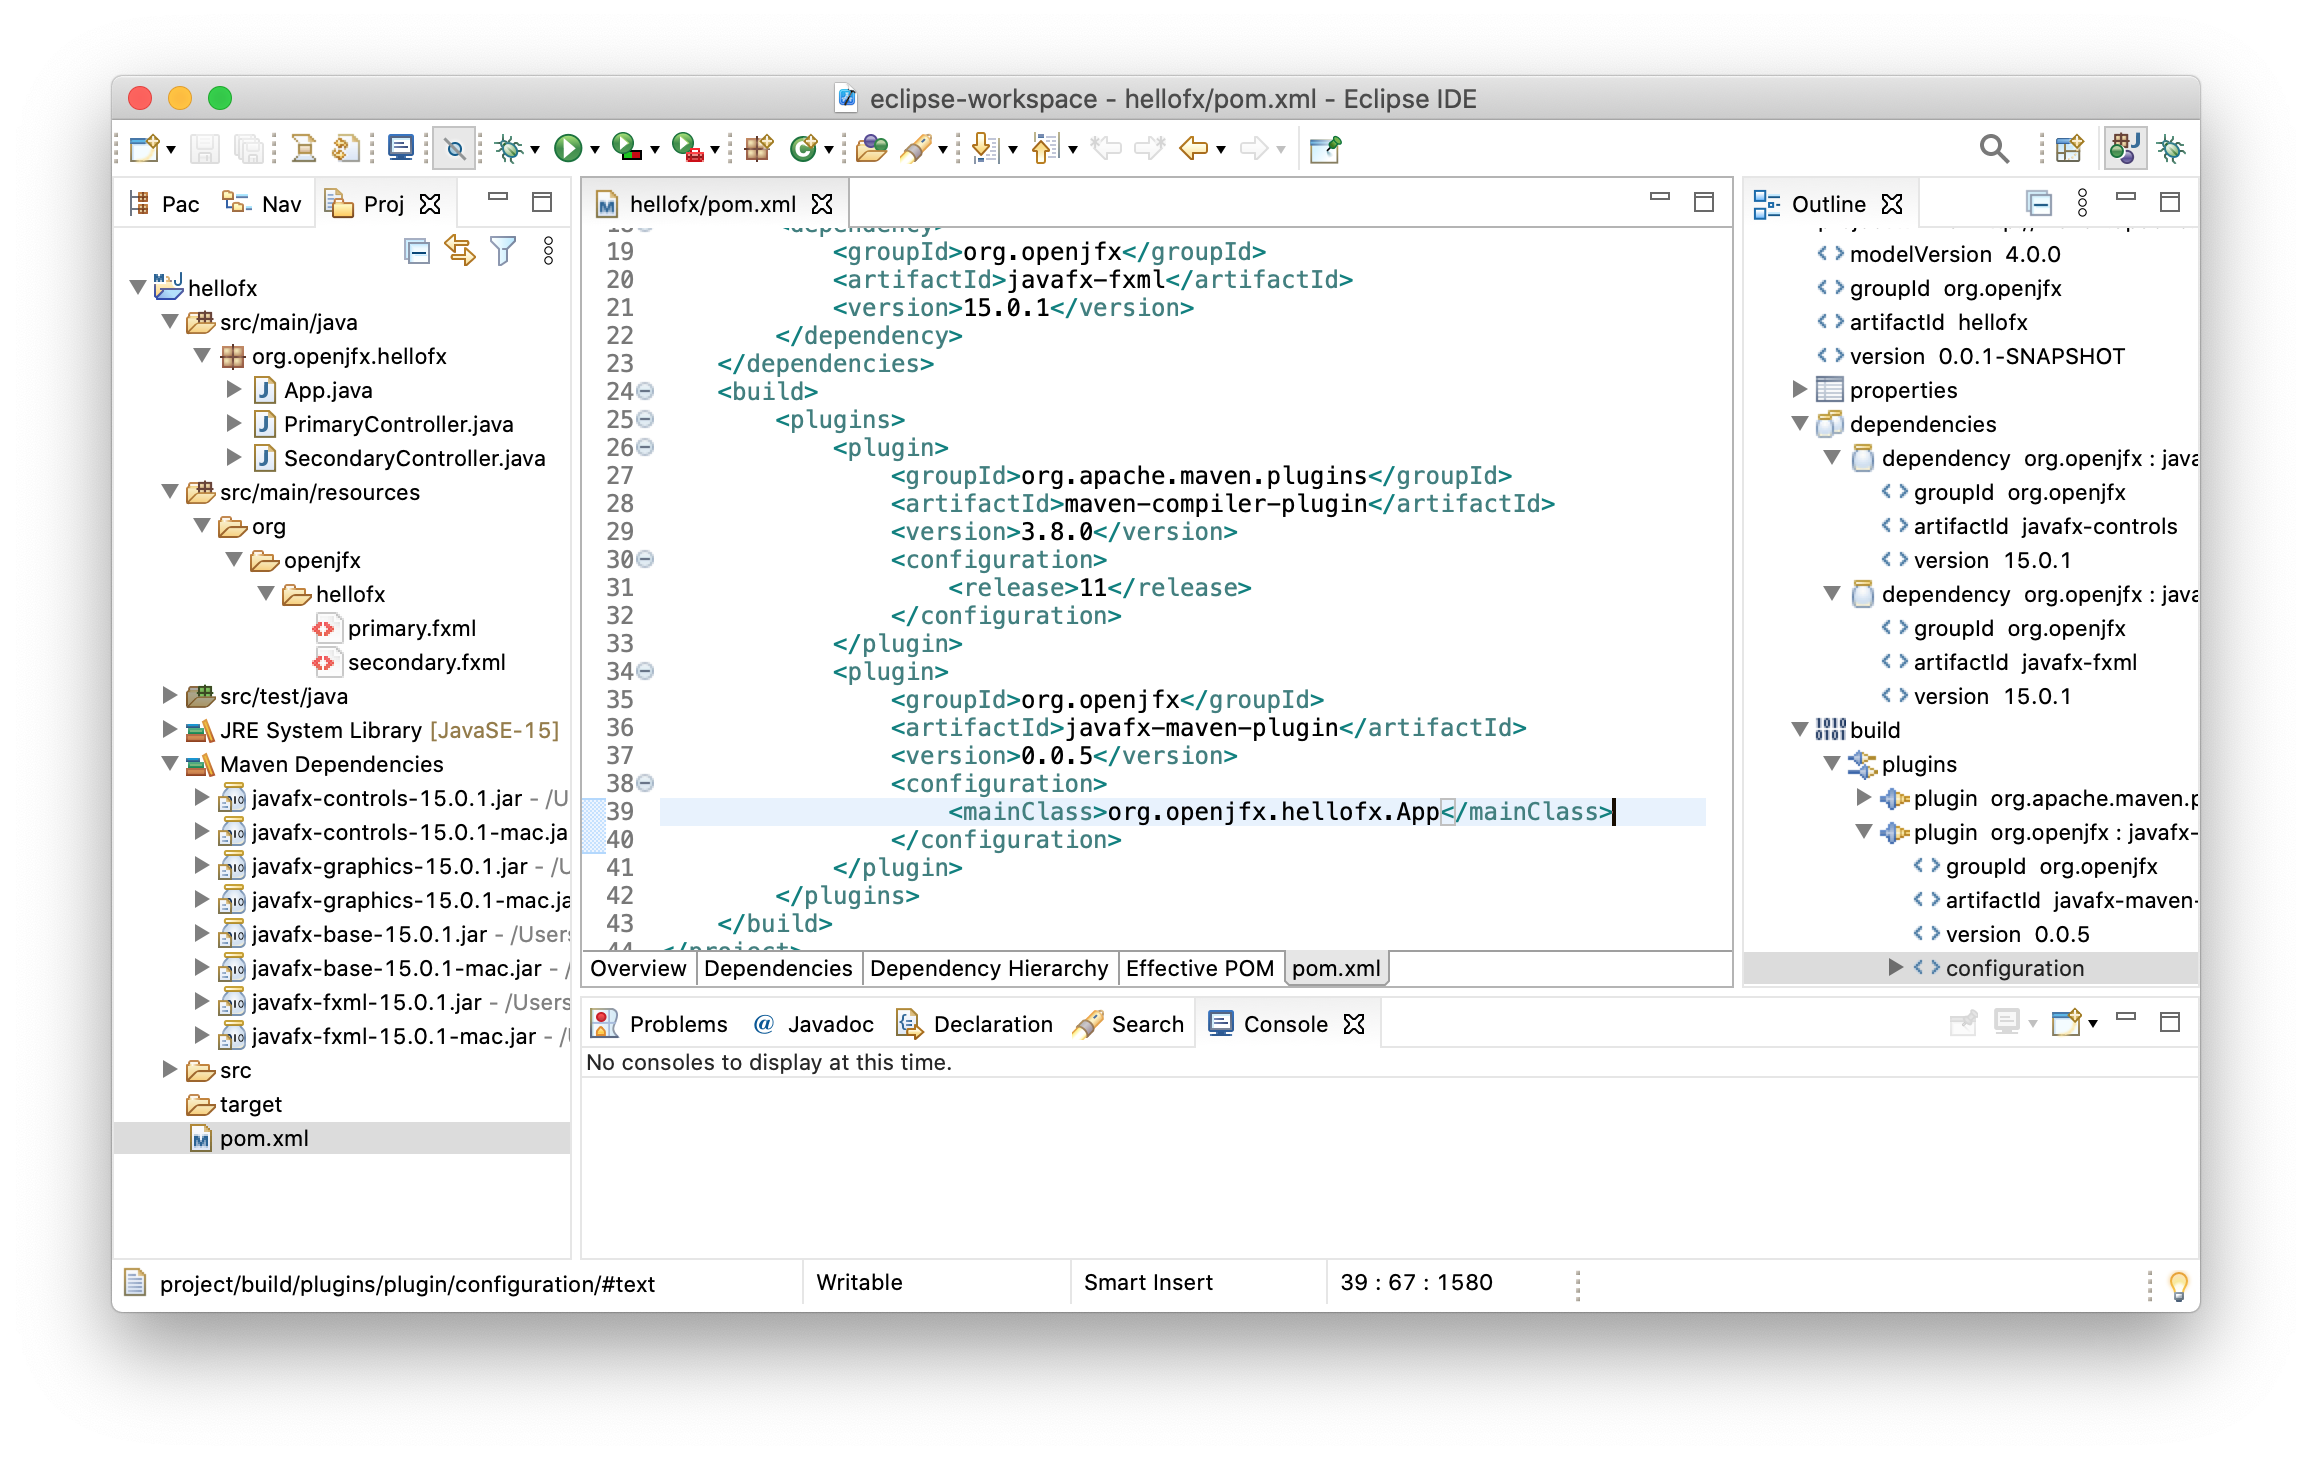 eclipse-workspace - hellofx/pom.xml - Eclipse IDE
Pac Nav Proj
hellofx
src/main/java
org.openjfx.hellofx
App.java
PrimaryController.java
SecondaryController.java
src/main/resources
org
openjfx
hellofx
primary.fxml
secondary.fxml
src/test/java
JRE System Library [JavaSE-15]
Maven Dependencies
javafx-controls-15.0.1.jar - /U
javafx-controls-15.0.1-mac.ja
javafx-graphics-15.0.1.jar - /U
javafx-graphics-15.0.1-mac.ja
javafx-base-15.0.1.jar - /Users
javafx-base-15.0.1-mac.jar - /
javafx-fxml-15.0.1.jar - /Users
javafx-fxml-15.0.1-mac.jar - /
src
target
pom.xml
hellofx/pom.xml
18 <dependency>
19 <groupId>org.openjfx</groupId>
20 <artifactId>javafx-fxml</artifactId>
21 <version>15.0.1</version>
22 </dependency>
23 </dependencies>
24 <build>
25 <plugins>
26 <plugin>
27 <groupId>org.apache.maven.plugins</groupId>
28 <artifactId>maven-compiler-plugin</artifactId>
29 <version>3.8.0</version>
30 <configuration>
31 <release>11</release>
32 </configuration>
33 </plugin>
34 <plugin>
35 <groupId>org.openjfx</groupId>
36 <artifactId>javafx-maven-plugin</artifactId>
37 <version>0.0.5</version>
38 <configuration>
39 <mainClass>org.openjfx.hellofx.App</mainClass>
40 </configuration>
41 </plugin>
42 </plugins>
43 </build>
44 </project>
Overview Dependencies Dependency Hierarchy Effective POM pom.xml
Outline
modelVersion 4.0.0
groupId org.openjfx
artifactId hellofx
version 0.0.1-SNAPSHOT
properties
dependencies
dependency org.openjfx : java
groupId org.openjfx
artifactId javafx-controls
version 15.0.1
dependency org.openjfx : java
groupId org.openjfx
artifactId javafx-fxml
version 15.0.1
build
plugins
plugin org.apache.maven.p
plugin org.openjfx : javafx-
groupId org.openjfx
artifactId javafx-maven-
version 0.0.5
configuration
Problems Javadoc Declaration Search Console
No consoles to display at this time.
project/build/plugins/plugin/configuration/#text Writable Smart Insert 39 : 67 : 1580